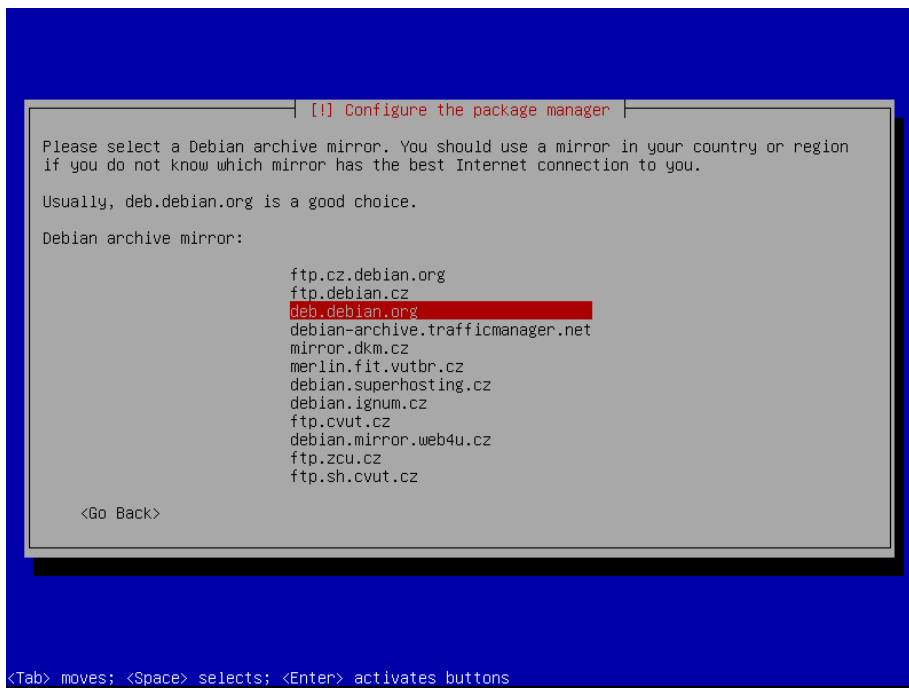 [!] Configure the package manager
Please select a Debian archive mirror. You should use a mirror in your country or region
if you do not know which mirror has the best Internet connection to you.
Usually, deb.debian.org is a good choice.
Debian archive mirror:
ftp.cz.debian.org
ftp.debian.cz
deb.debian.org
debian-archive.trafficmanager.net
mirror.dkm.cz
merlin.fit.vutbr.cz
debian.superhosting.cz
debian.ignum.cz
ftp.cvut.cz
debian.mirror.web4u.cz
ftp.zcu.cz
ftp.sh.cvut.cz
<Go Back>
<Tab> moves; <Space> selects; <Enter> activates buttons